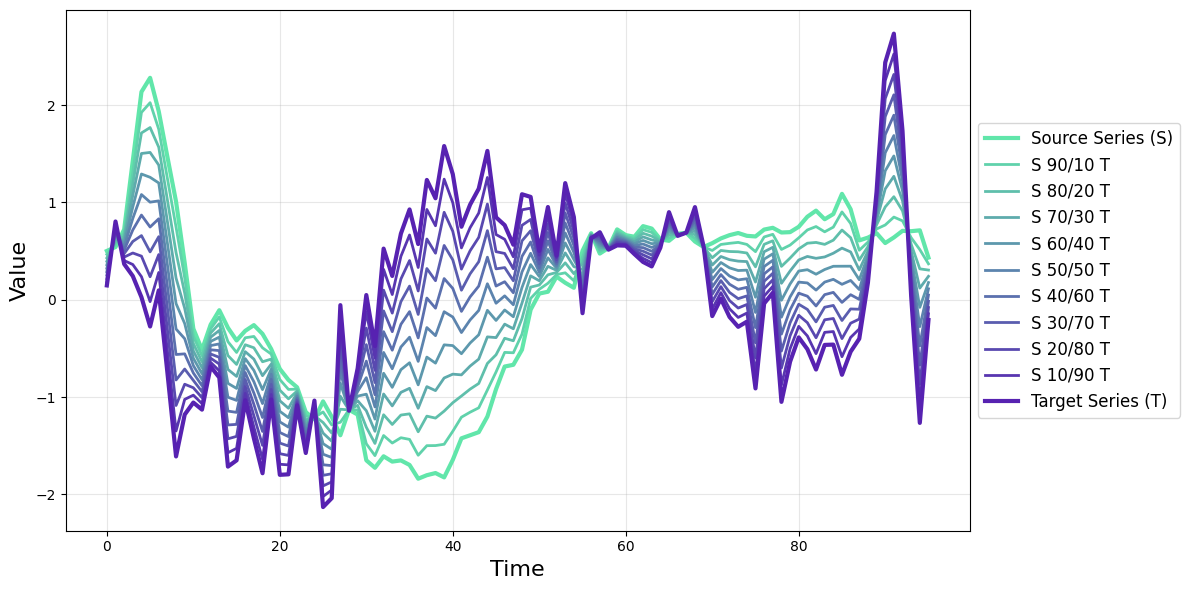 2
1
0
−1
−2
Value
0
20
40
60
80
Time
Source Series (S)
S 90/10 T
S 80/20 T
S 70/30 T
S 60/40 T
S 50/50 T
S 40/60 T
S 30/70 T
S 20/80 T
S 10/90 T
Target Series (T)